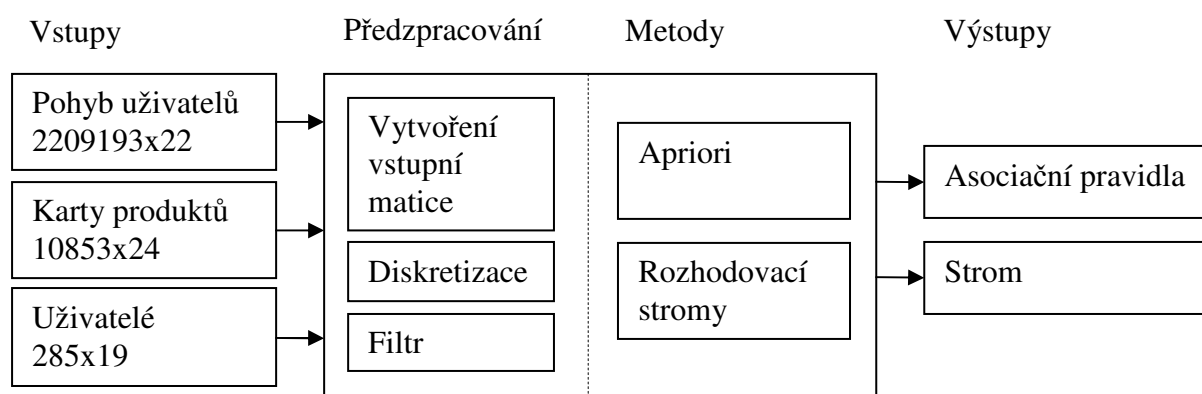 Vstupy
Předzpracování
Metody
Výstupy
Pohyb uživatelů
2209193x22
Karty produktů
10853x24
Uživatelé
285x19
Vytvoření
vstupní
matice
Diskretizace
Filtr
Apriori
Rozhodovací
stromy
Asociační pravidla
Strom